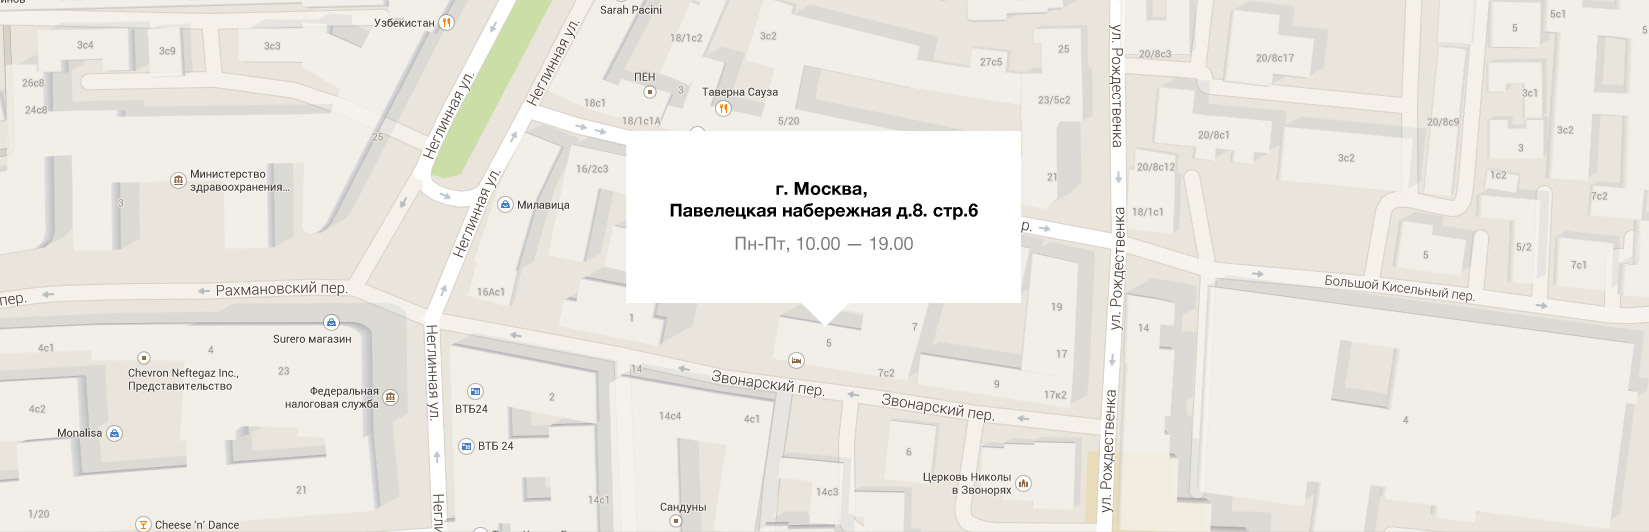 Узбекистан
Sarah Pacini
5с1
5
3с4
3с9
3с3
18/1с2
3с2
25
20/8с3
20/8с17
27с5
26с8
24с8
25
ПЕН
3
Таверна Сауза
18с1
18/1с1А
5/20
23/5с2
3с1
20/8с1
20/8с9
3с2
3
Неглинная ул.
Неглинная ул.
ул. Рождественка
Министерство
здравоохранения...
3
16/2с3
3с2
20/8с12
21
1с2
7с2
Милавица
18/1с1
г. Москва,
Павелецкая набережная д.8. стр.6
Пн-Пт, 10.00 — 19.00
Неглинная ул.
р.
ул. Рождественка
5
5/2
7с1
пер.
Рахмановский пер.
16Ас1
Большой Кисельный пер.
Surero магазин
1
7
5
19
14
17
4с1
4
23
Chevron Neftegaz Inc.,
Представительство
Неглинная ул.
14
Звонарский пер.
7с2
9
17к2
Звонарский пер.
Федеральная
налоговая служба
ВТБ24
2
14с4
4с1
4
4с2
Monalisa
ВТБ 24
6
ул. Рождественка
Церковь Николы
в Звонорях
21
14с1
14с3
Сандуны
1/20
Cheese 'n' Dance
Негли